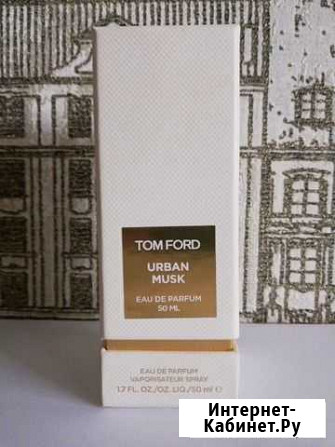 TOM FORD
URBAN
MUSK
EAU DE PARFUM
50 ML
EAU DE PARFUM
VAPORISATEUR SPRAY
1.7 FL. OZ./OZ. LIQ./50 ml ℮
Интернет-
Кабинет.Ру